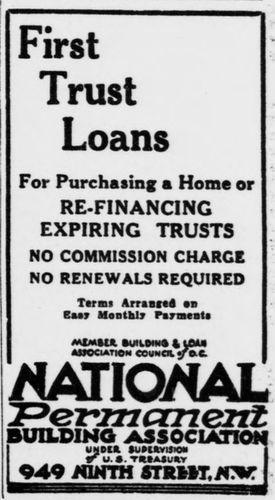 First
Trust
Loans
For Purchasing a Home or
RE-FINANCING
EXPIRING TRUSTS
NO COMMISSION CHARGE
NO RENEWALS REQUIRED
Terms Arranged on
Easy Monthly Payments
MEMBER BUILDING & LOAN
ASSOCIATION COUNCIL of D.C.
NATIONAL
Permanent
BUILDING ASSOCIATION
UNDER SUPERVISION
of U.S. TREASURY
949 NINTH STREET, N.W.